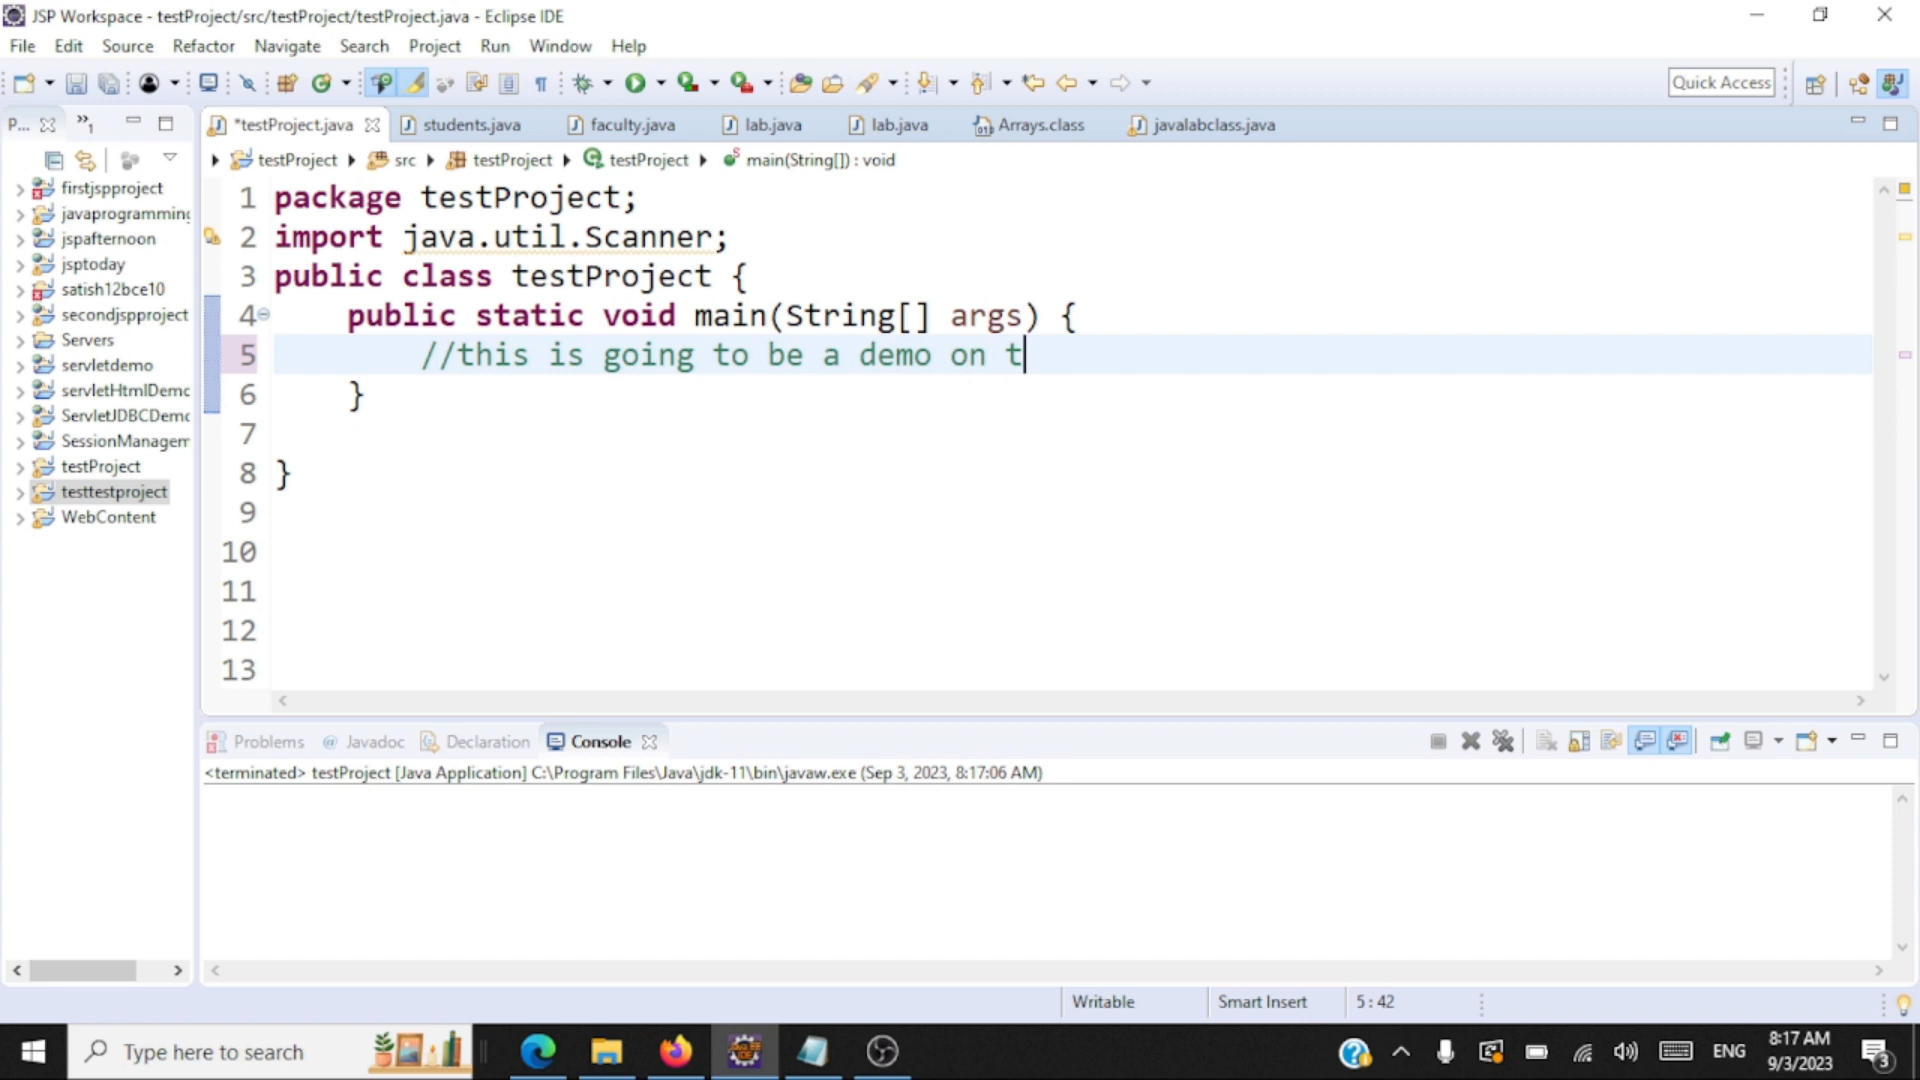 JSP Workspace - testProject/src/testProject/testProject.java - Eclipse IDE
File Edit Source Refactor Navigate Search Project Run Window Help
Quick Access
P... »1
*testProject.java students.java faculty.java lab.java lab.java Arrays.class javalabclass.java
testProject src testProject testProject main(String[]) : void
firstjspproject
javaprogramming
jspafternoon
jsptoday
satish12bce10
secondjspproject
Servers
servletdemo
servletHtmlDemo
ServletJDBCDemo
SessionManagem
testProject
testtestproject
WebContent
1 package testProject;
2 import java.util.Scanner;
3 public class testProject {
4 public static void main(String[] args) {
5 //this is going to be a demo on t
6 }
7
8 }
9
10
11
12
13
Problems @ Javadoc Declaration Console
<terminated> testProject [Java Application] C:\Program Files\Java\jdk-11\bin\javaw.exe (Sep 3, 2023, 8:17:06 AM)
Writable Smart Insert 5 : 42
Type here to search
ENG
8:17 AM
9/3/2023
3